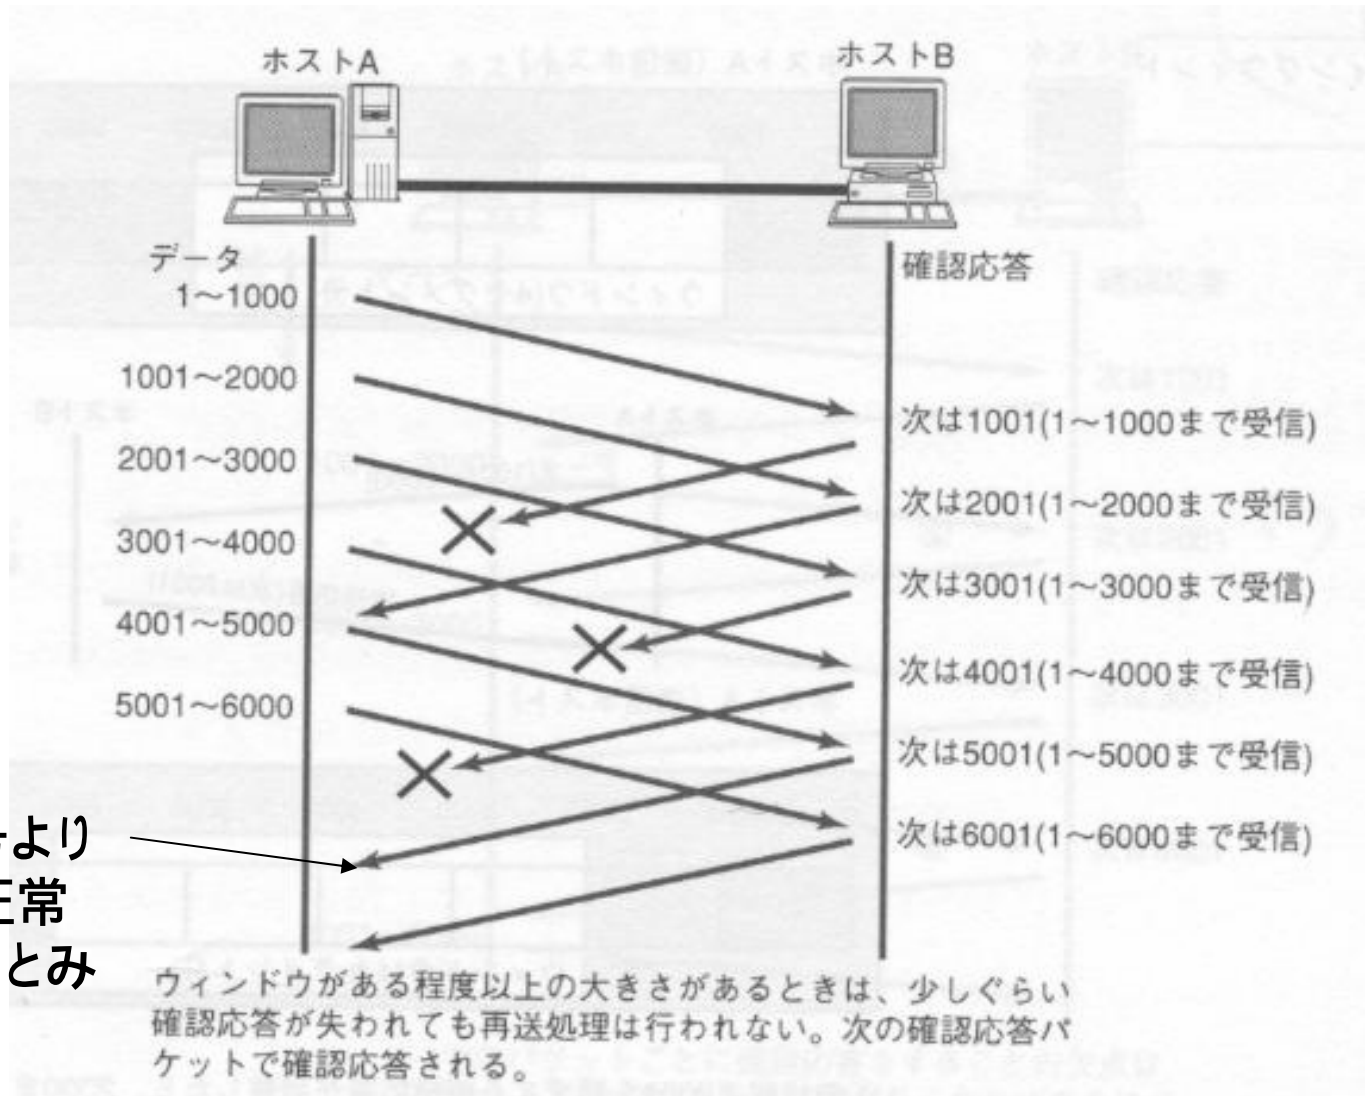 ホストA
ホストB
データ
確認応答
1～1000
1001～2000
2001～3000
3001～4000
4001～5000
5001～6000
次は1001(1～1000まで受信)
次は2001(1～2000まで受信)
次は3001(1～3000まで受信)
次は4001(1～4000まで受信)
次は5001(1～5000まで受信)
次は6001(1～6000まで受信)
より
正常
とみ
ウィンドウがある程度以上の大きさがあるときは、少しぐらい
確認応答が失われても再送処理は行われない。次の確認応答パ
ケットで確認応答される。